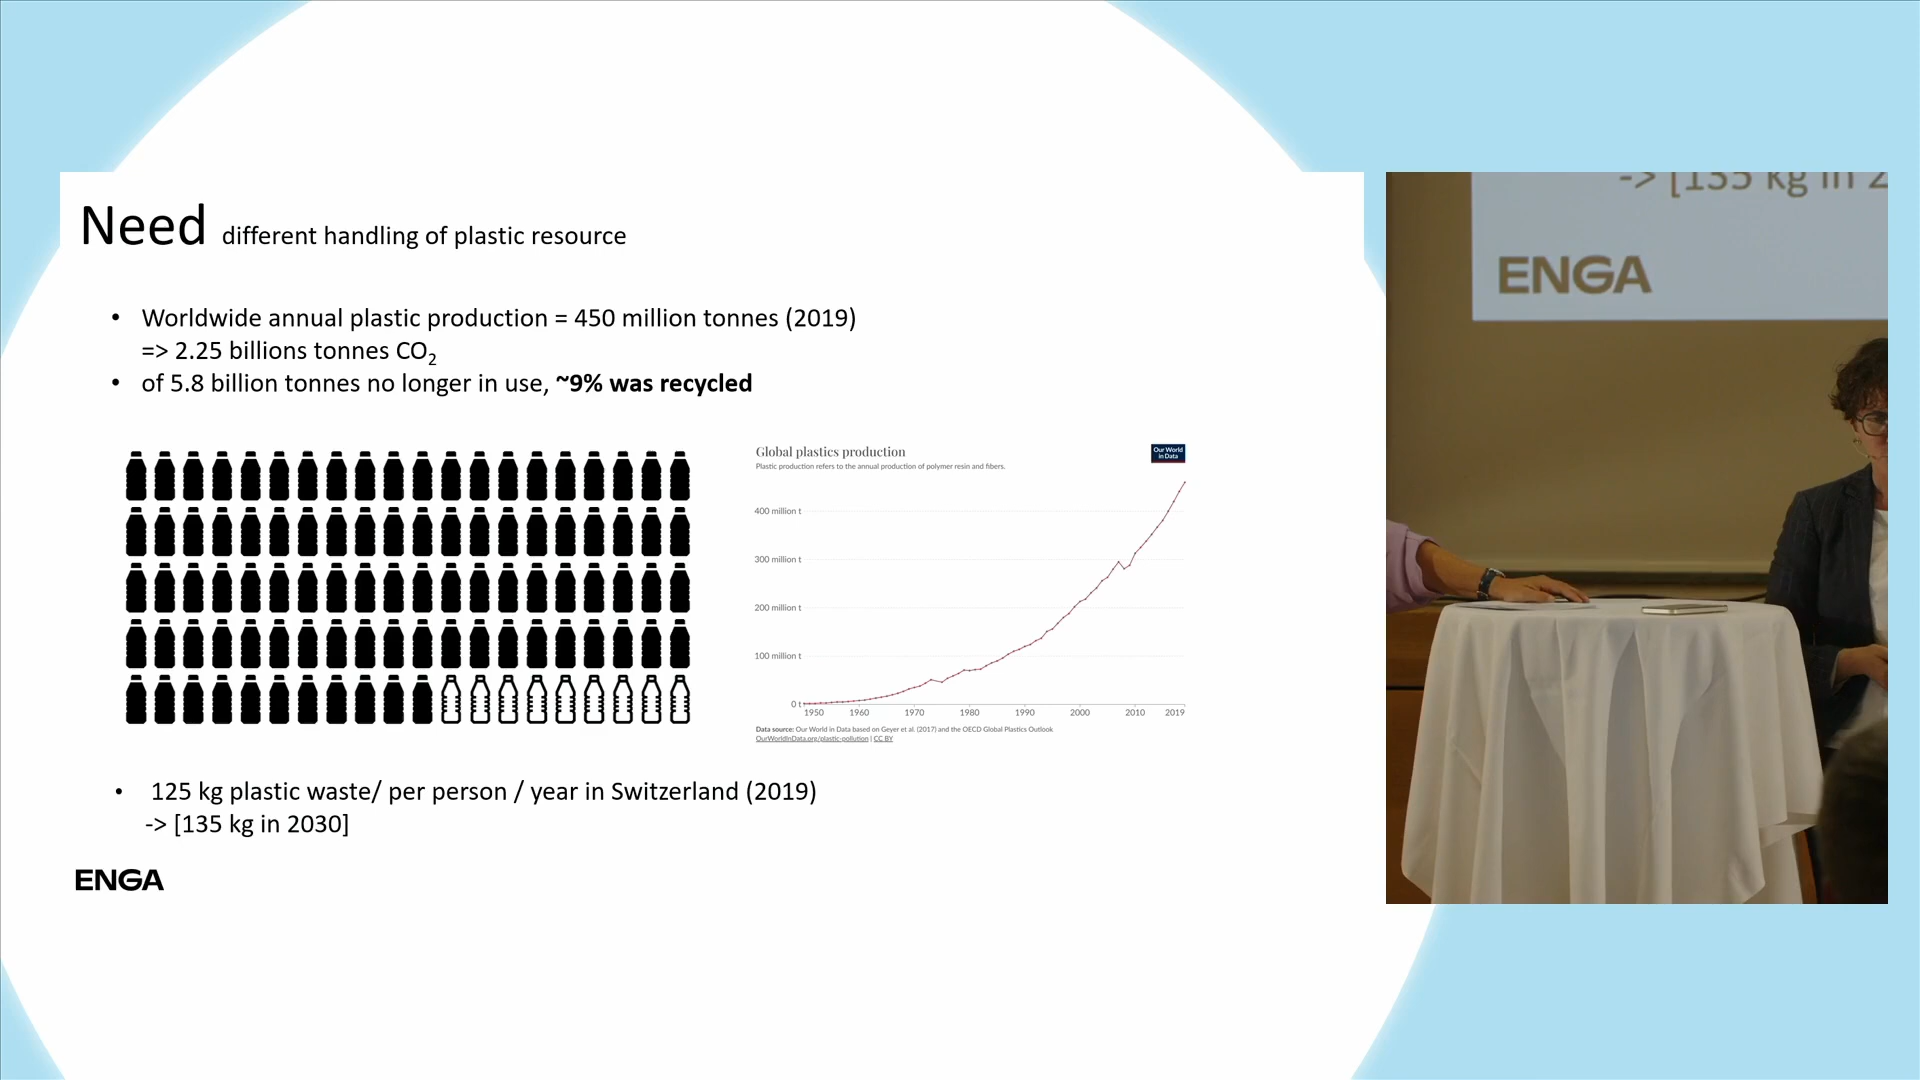 Need different handling of plastic resource
• Worldwide annual plastic production = 450 million tonnes (2019)
=> 2.25 billions tonnes CO2
• of 5.8 billion tonnes no longer in use, ~9% was recycled
Global plastics production
Plastic production refers to the annual production of polymer resin and fibers.
Our World
in Data
400 million t
300 million t
200 million t
100 million t
0 t
1950 1960 1970 1980 1990 2000 2010 2019
Data source: Our World in Data based on Geyer et al. (2017) and the OECD Global Plastics Outlook
OurWorldinData.org/plastic-pollution | CC BY
• 125 kg plastic waste/ per person / year in Switzerland (2019)
-> [135 kg in 2030]
ENGA
-> [135 kg in 2
ENGA